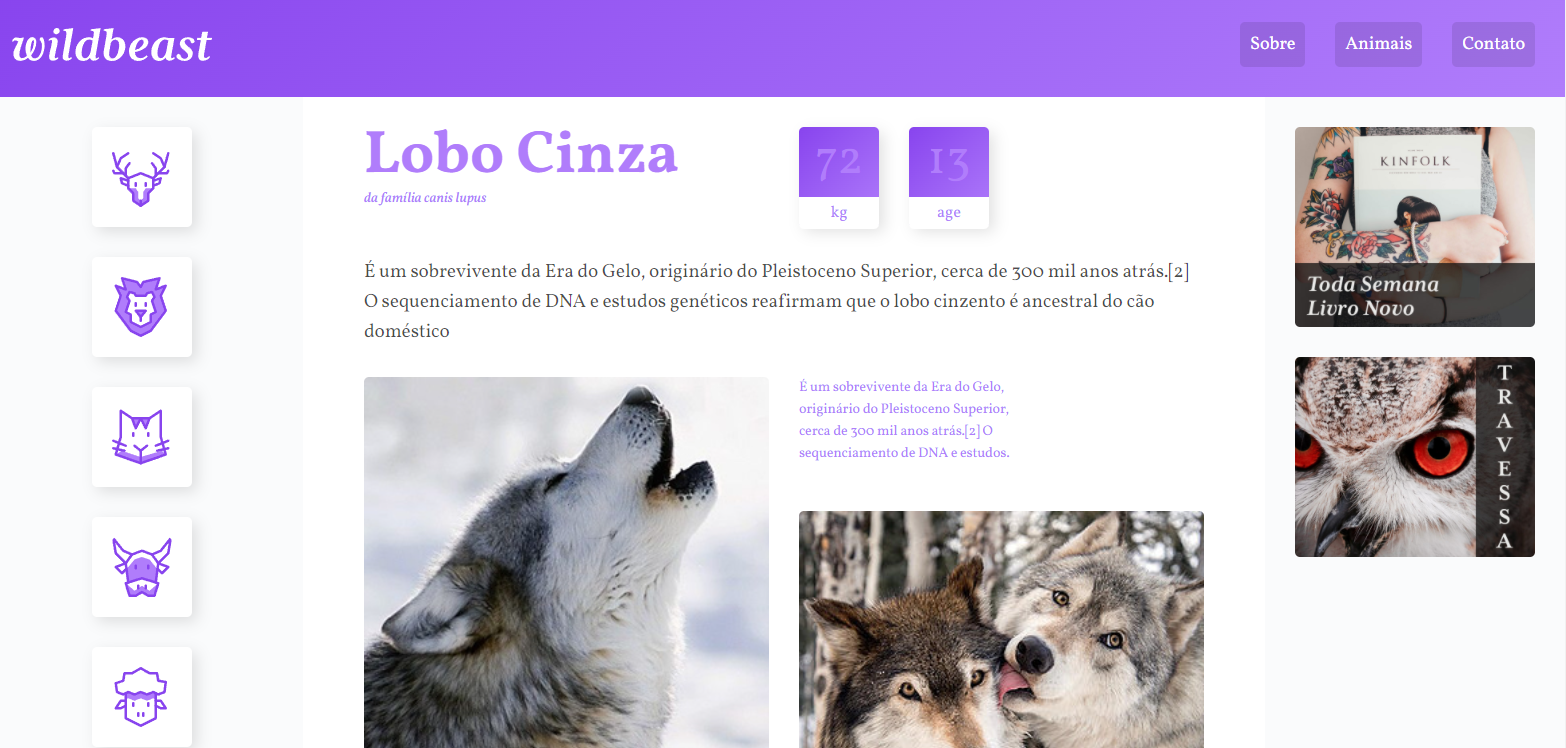 wildbeast
Sobre
Animais
Contato
Lobo Cinza
da família canis lupus
72
kg
13
age
É um sobrevivente da Era do Gelo, originário do Pleistoceno Superior, cerca de 300 mil anos atrás.[2]
O sequenciamento de DNA e estudos genéticos reafirmam que o lobo cinzento é ancestral do cão
doméstico
É um sobrevivente da Era do Gelo,
originário do Pleistoceno Superior,
cerca de 300 mil anos atrás.[2] O
sequenciamento de DNA e estudos.
KINFOLK
Toda Semana
Livro Novo
TRAVESSA